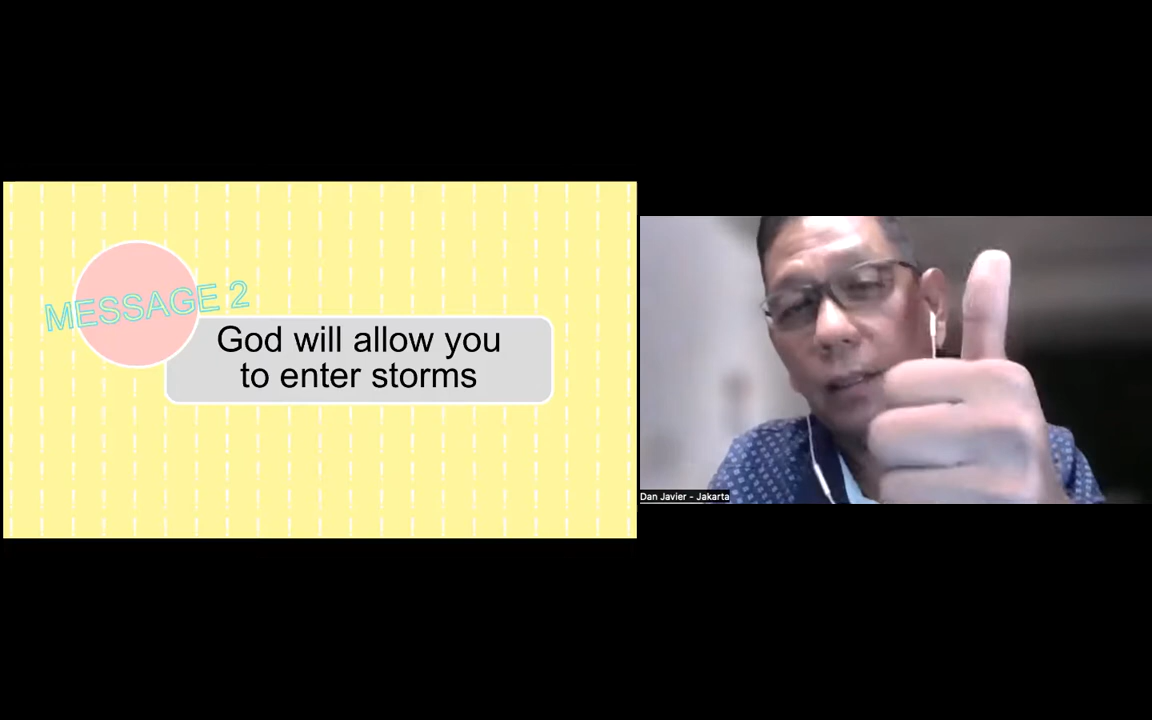 MESSAGE 2
God will allow you
to enter storms
Dan Javier - Jakarta